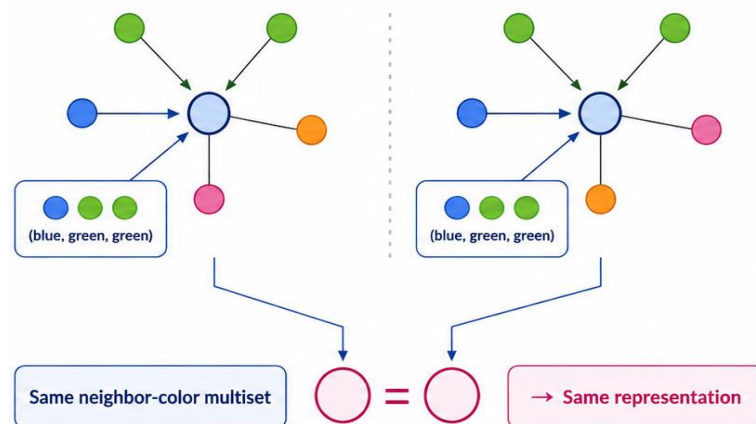 (blue, green, green)
(blue, green, green)
Same neighbor-color multiset
=
→ Same representation